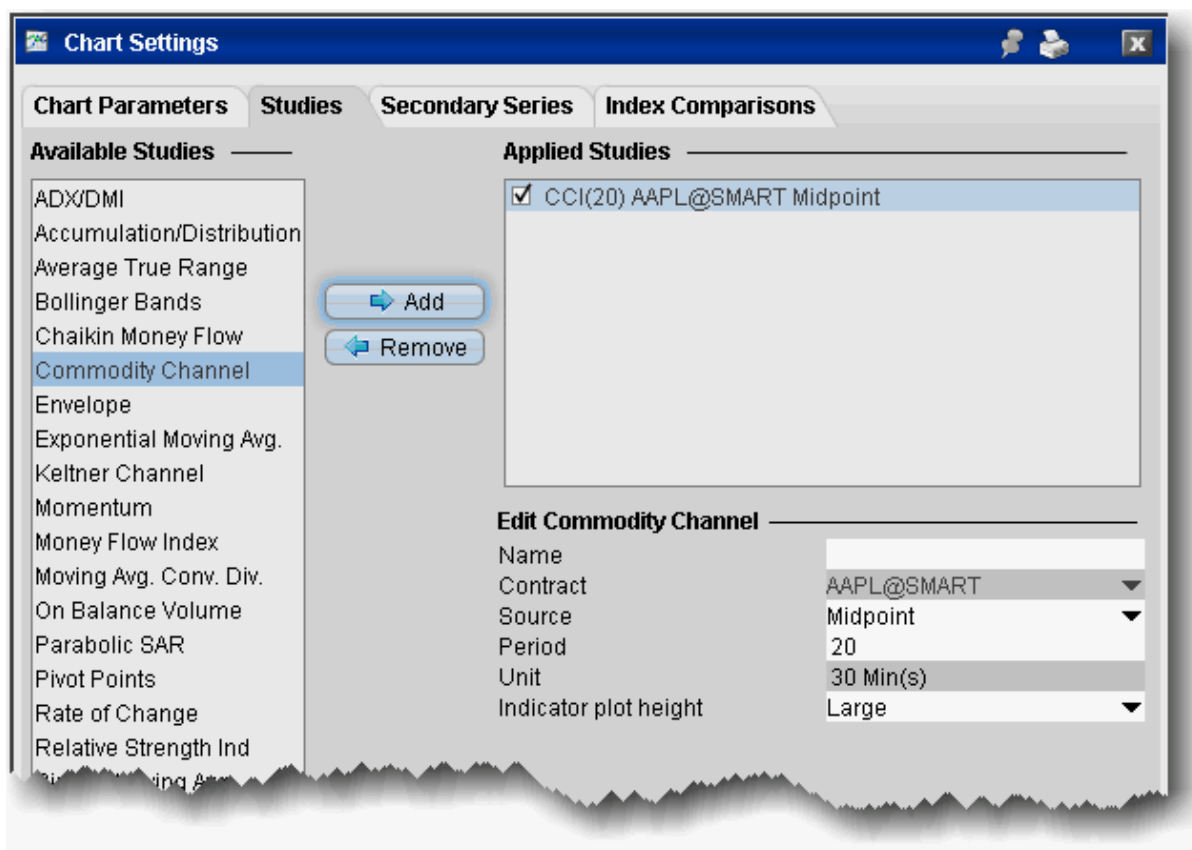 Chart Settings
Chart Parameters
Studies
Secondary Series
Index Comparisons
Available Studies
ADX/DMI
Accumulation/Distribution
Average True Range
Bollinger Bands
Chaikin Money Flow
Commodity Channel
Envelope
Exponential Moving Avg.
Keltner Channel
Momentum
Money Flow Index
Moving Avg. Conv. Div.
On Balance Volume
Parabolic SAR
Pivot Points
Rate of Change
Relative Strength Ind
Add
Remove
Applied Studies
CCI(20) AAPL@SMART Midpoint
Edit Commodity Channel
Name
Contract AAPL@SMART
Source Midpoint
Period 20
Unit 30 Min(s)
Indicator plot height Large